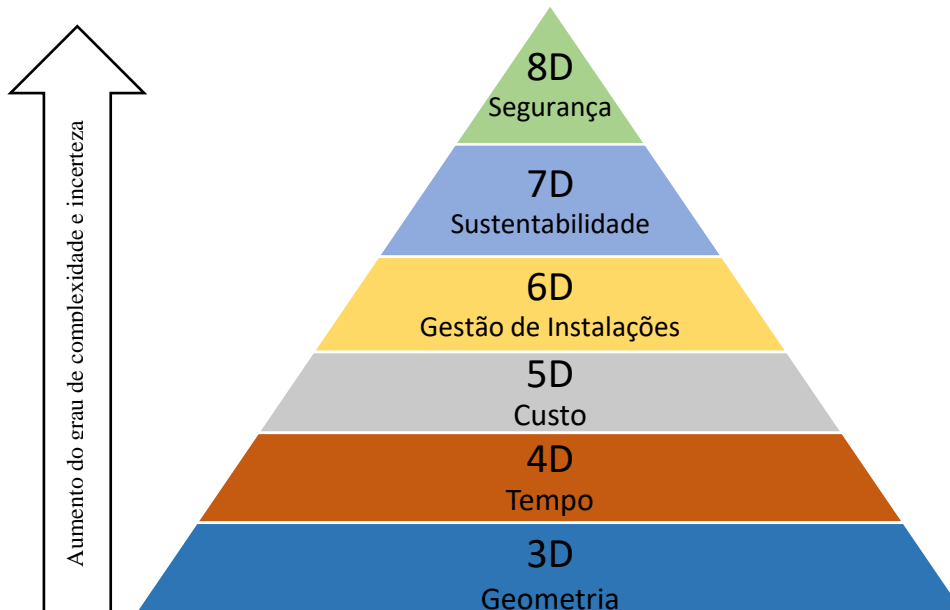 8D
Segurança
7D
Sustentabilidade
6D
Gestão de Instalações
5D
Custo
4D
Tempo
3D
Geometria
Aumento do grau de complexidade e incerteza